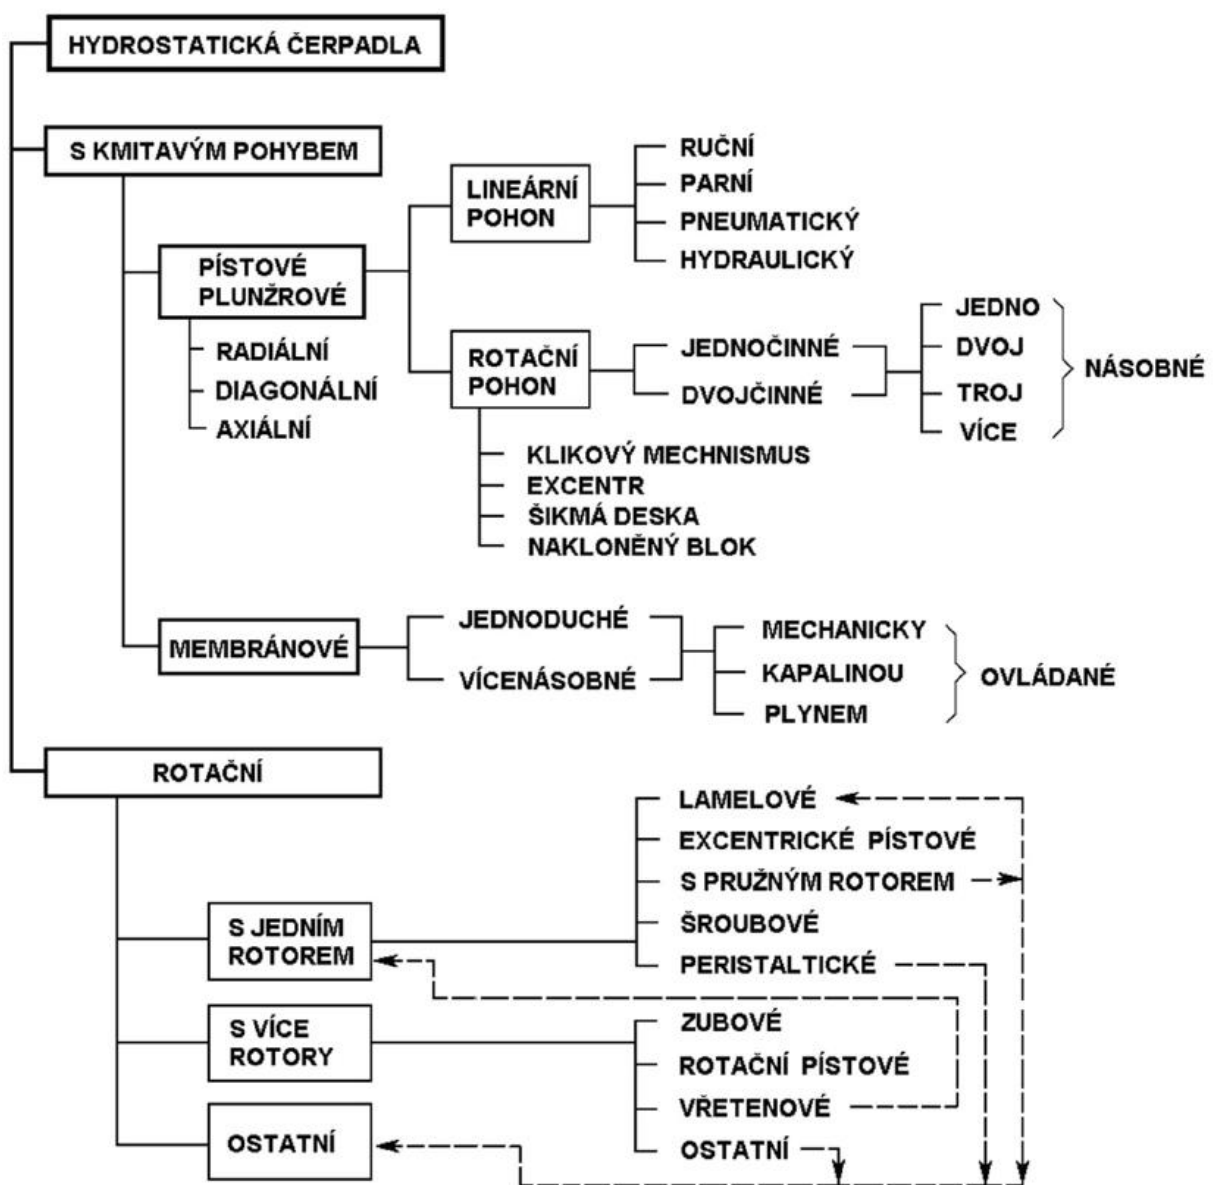 HYDROSTATICKÁ ČERPADLA
S KMITAVÝM POHYBEM
PÍSTOVÉ
PLUNŽROVÉ
RADIÁLNÍ
DIAGONÁLNÍ
AXIÁLNÍ
LINEÁRNÍ
POHON
RUČNÍ
PARNÍ
PNEUMATICKÝ
HYDRAULICKÝ
ROTAČNÍ
POHON
JEDNOČINNÉ
DVOJČINNÉ
JEDNO
DVOJ
TROJ
VÍCE
NÁSOBNÉ
KLIKOVÝ MECHNISMUS
EXCENTR
ŠIKMÁ DESKA
NAKLONĚNÝ BLOK
MEMBRÁNOVÉ
JEDNODUCHÉ
VÍCENÁSOBNÉ
MECHANICKY
KAPALINOU
PLYNEM
OVLÁDANÉ
ROTAČNÍ
S JEDNÍM
ROTOREM
LAMELOVÉ
EXCENTRICKÉ PÍSTOVÉ
S PRUŽNÝM ROTOREM
ŠROUBOVÉ
PERISTALTICKÉ
S VÍCE
ROTORY
ZUBOVÉ
ROTAČNÍ PÍSTOVÉ
VŘETENOVÉ
OSTATNÍ
OSTATNÍ